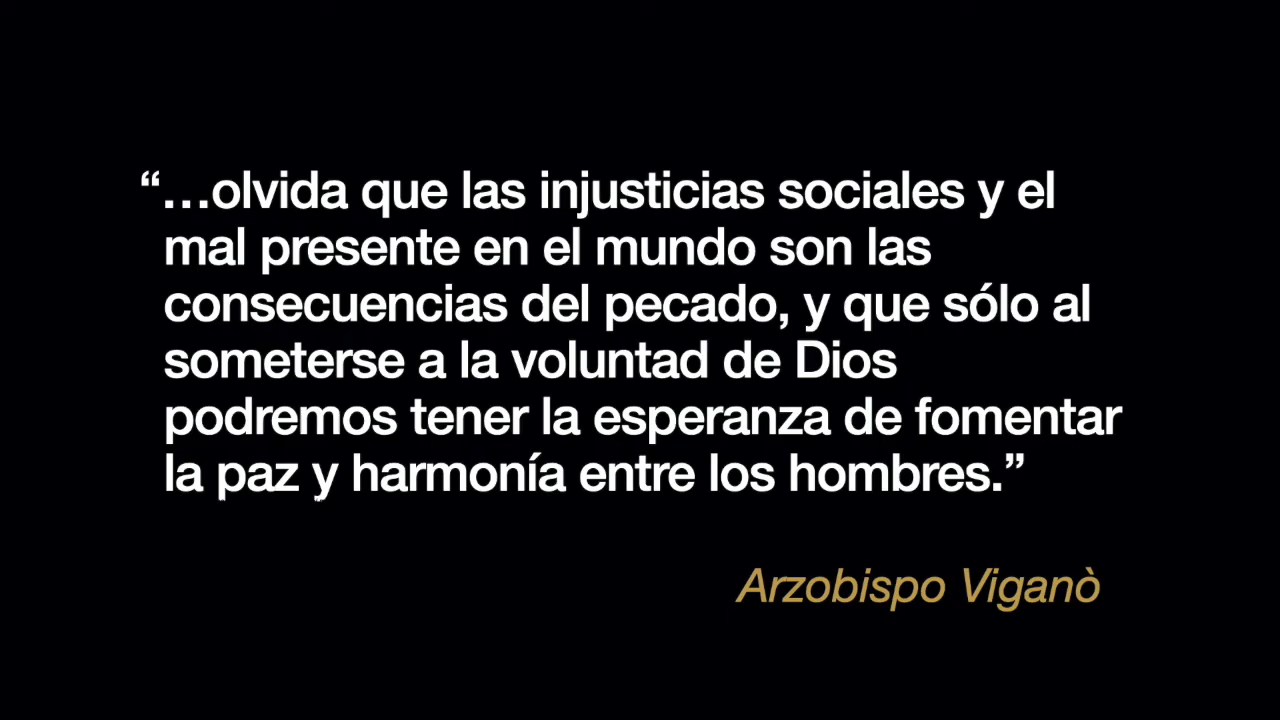 “…olvida que las injusticias sociales y el
mal presente en el mundo son las
consecuencias del pecado, y que sólo al
someterse a la voluntad de Dios
podremos tener la esperanza de fomentar
la paz y harmonía entre los hombres.”
Arzobispo Viganò